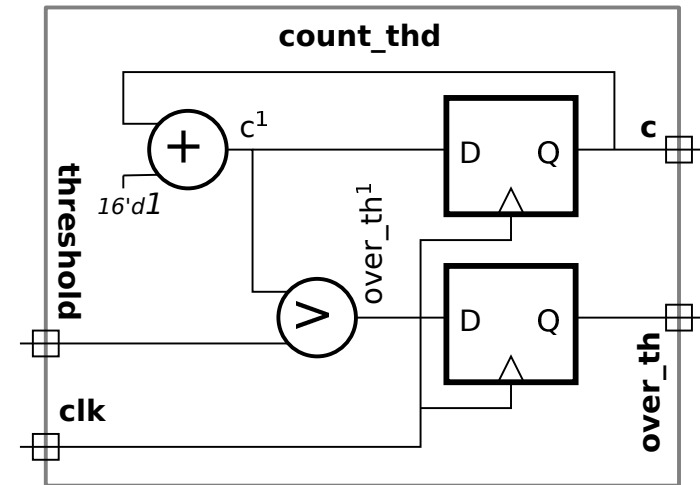 count_thd
c¹
c
+
D Q
16'd1
threshold
over_th¹
>
D Q
over_th
clk